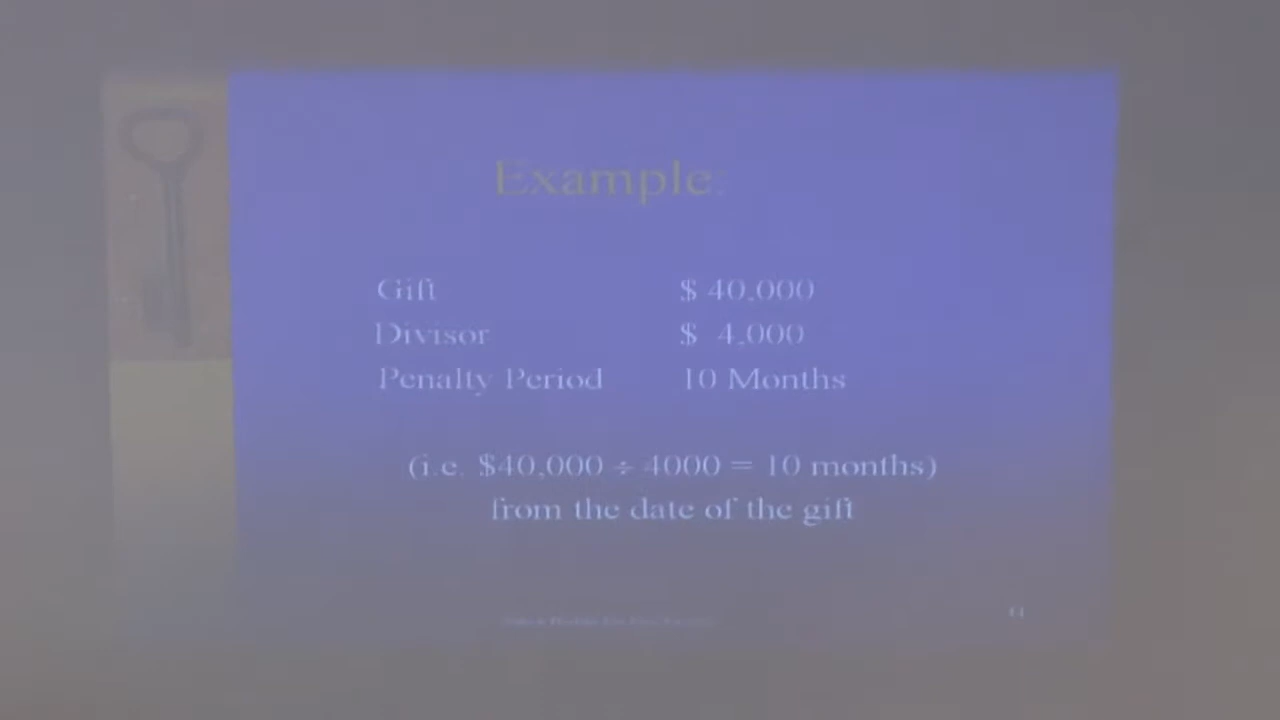 Example:
Gift $ 40,000
Divisor $ 4,000
Penalty Period 10 Months
(i.e. $40,000 ÷ 4000 = 10 months)
from the date of the gift